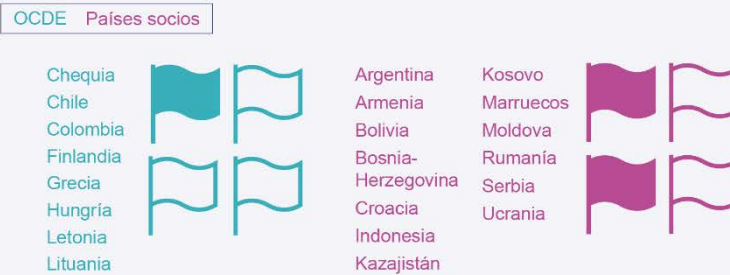 OCDE Países socios
Chequia
Chile
Colombia
Finlandia
Grecia
Hungría
Letonia
Lituania
Argentina
Armenia
Bolivia
Bosnia-
Herzegovina
Croacia
Indonesia
Kazajistán
Kosovo
Marruecos
Moldova
Rumanía
Serbia
Ucrania